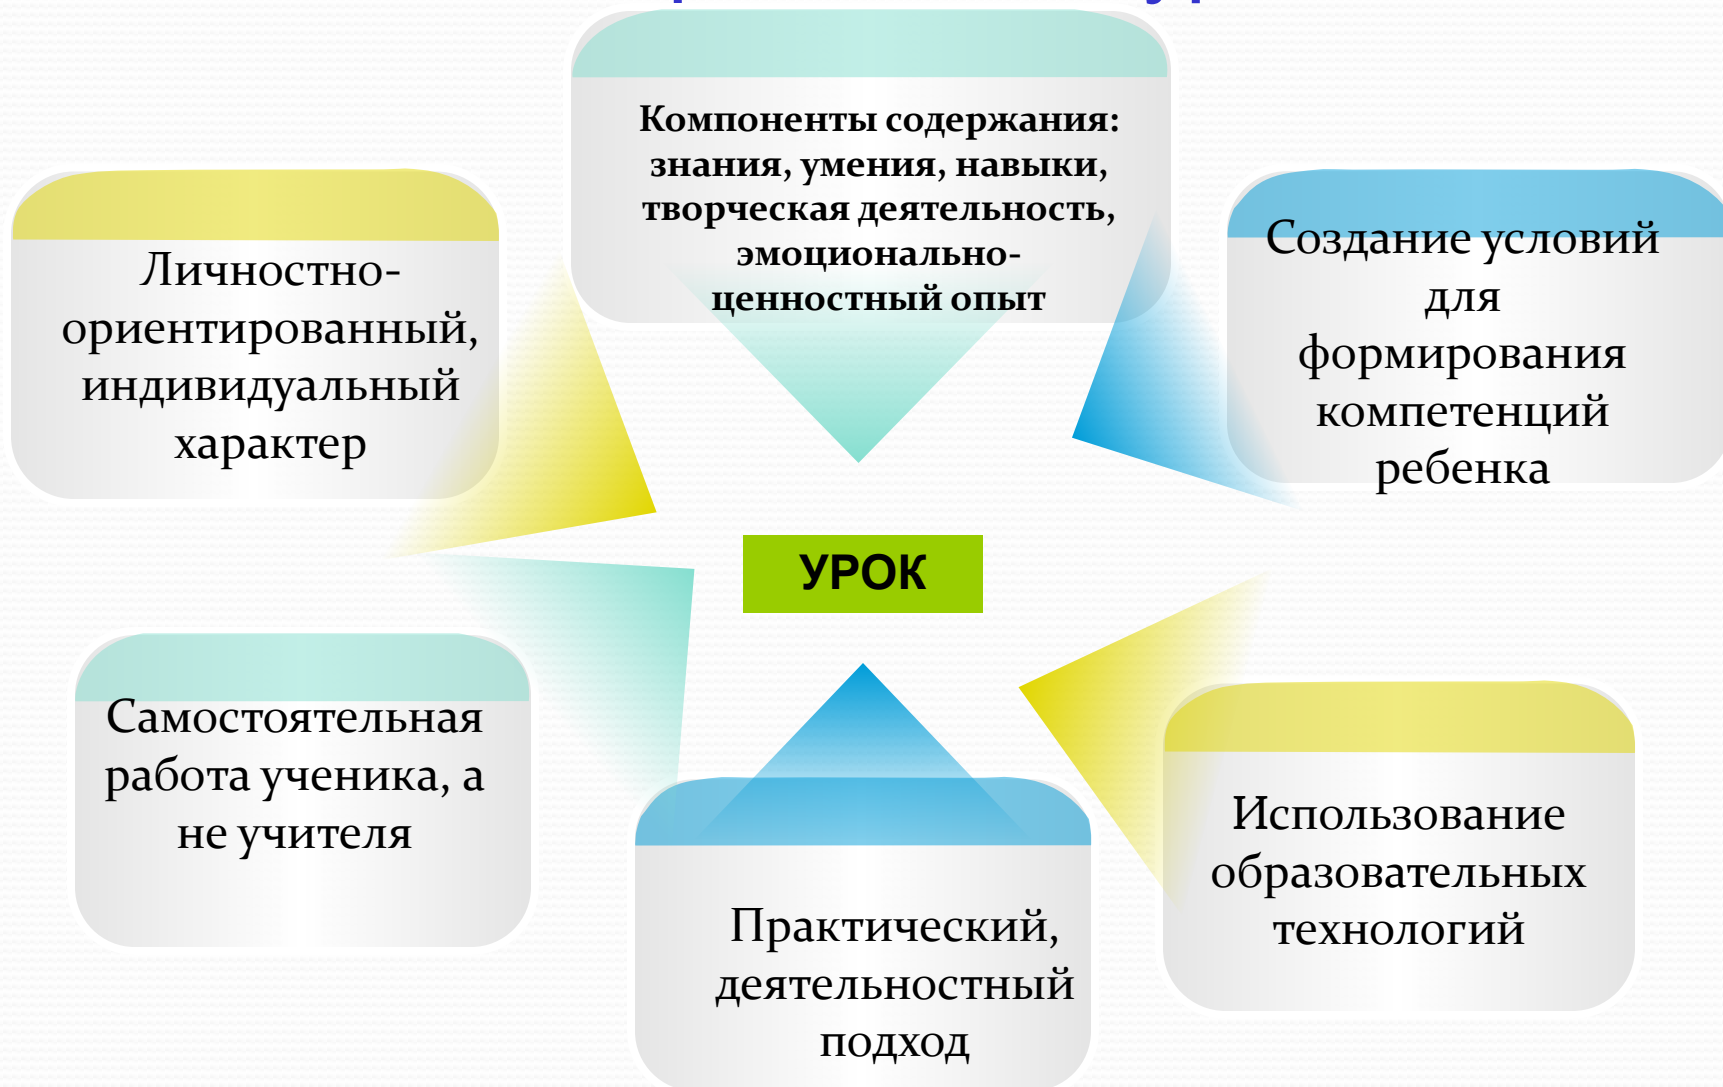 Компоненты содержания:
знания, умения, навыки,
творческая деятельность,
эмоционально-
ценностный опыт
Личностно-
ориентированный,
индивидуальный
характер
Создание условий
для
формирования
компетенций
ребенка
УРОК
Самостоятельная
работа ученика, а
не учителя
Практический,
деятельностный
подход
Использование
образовательных
технологий